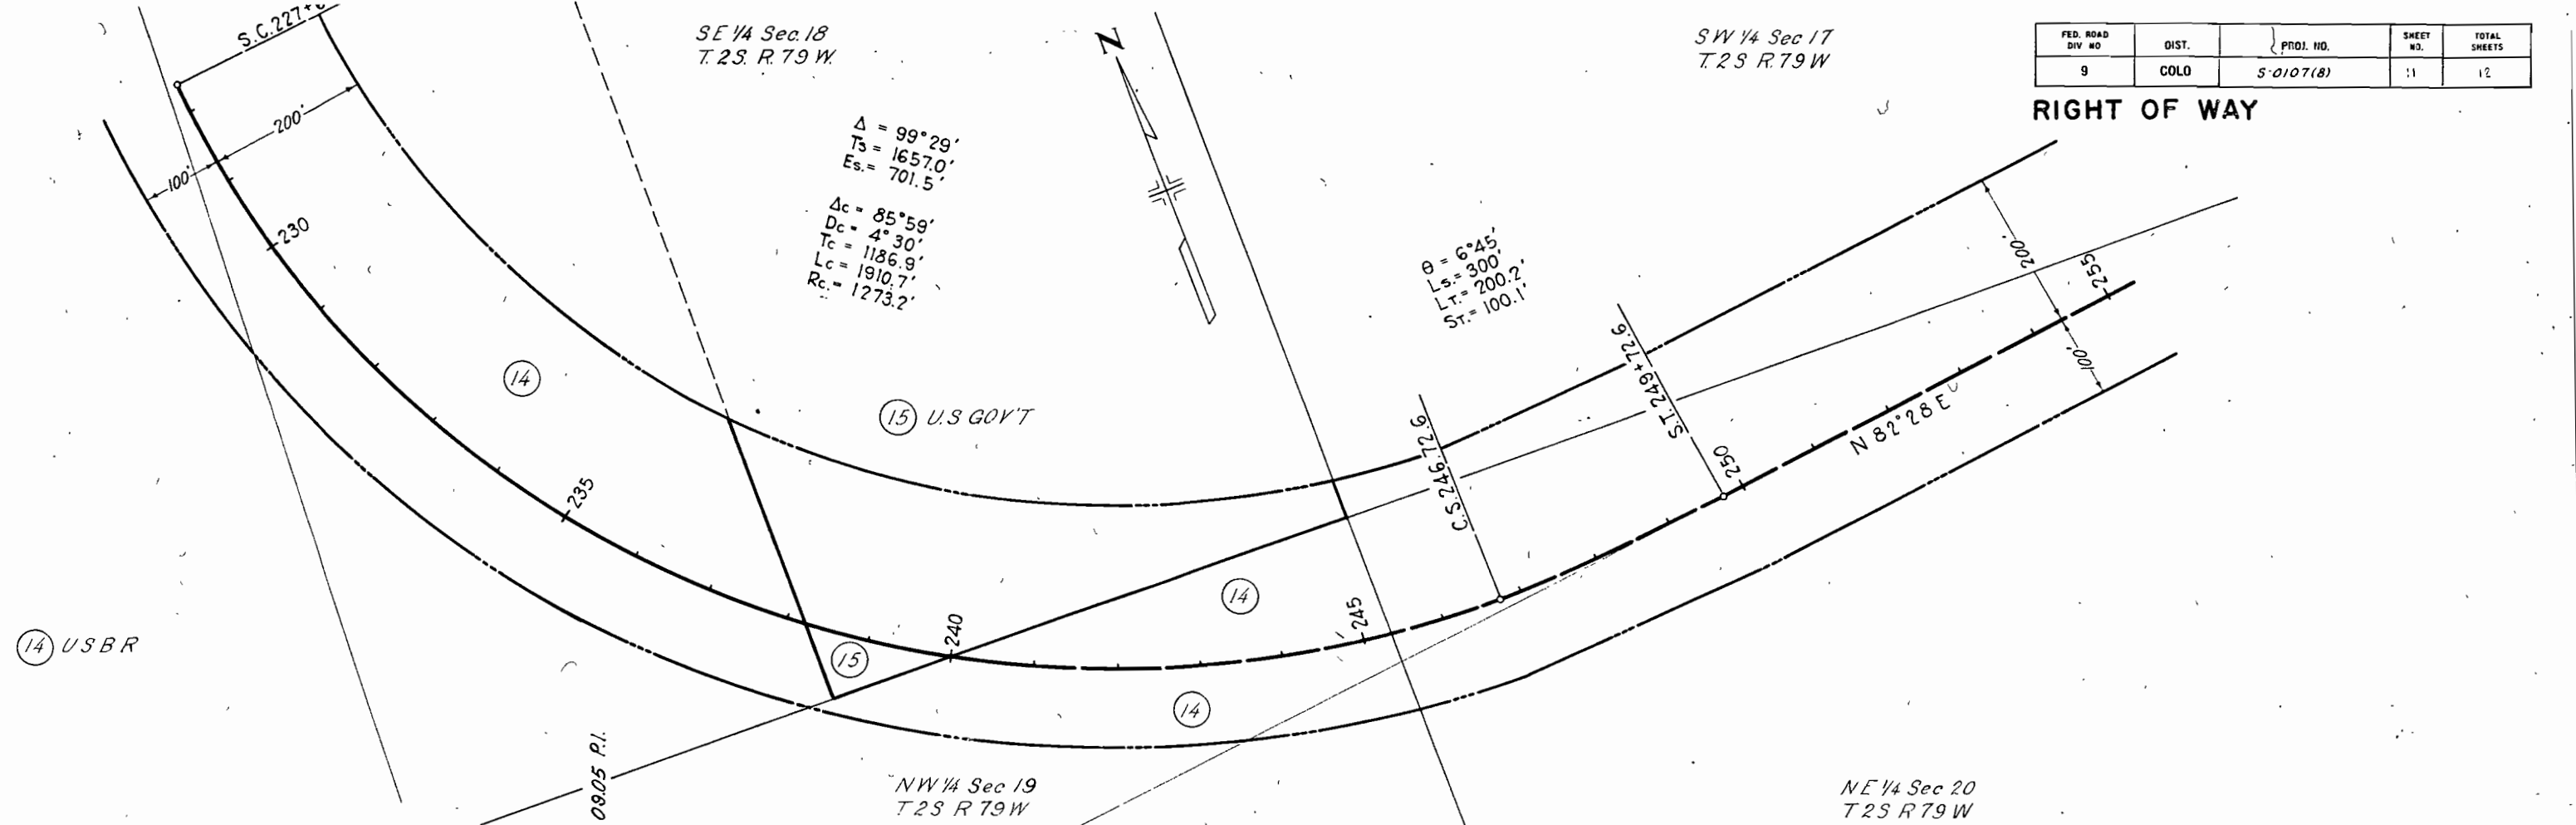 S.C. 227+
SE 1/4 Sec. 18
T. 2 S. R. 79 W.
N
SW 1/4 Sec 17
T. 2 S R. 79 W
FED. ROAD DIV NO
DIST.
PROJ. NO.
SHEET NO.
TOTAL SHEETS
9
COLO
S-0107(8)
11
12
RIGHT OF WAY
200'
100'
Δ = 99°29'
Ts = 1657.0'
Es. = 701.5'
Δc = 85°59'
Dc = 4°30'
Tc = 1186.9'
Lc = 1910.7'
Rc. = 1273.2'
230
θ = 6°45'
Ls. = 300'
LT. = 200.2'
ST. = 100.1'
200'
255
S.T. 249+72.6
100'
14
15 U.S GOV'T
C.S. 246.72.6
N 82°28 E
250
235
14
245
240
15
14 USBR
14
09.05 P.I.
NW 1/4 Sec 19
T 2 S R 79 W
NE 1/4 Sec 20
T 2 S R 79 W